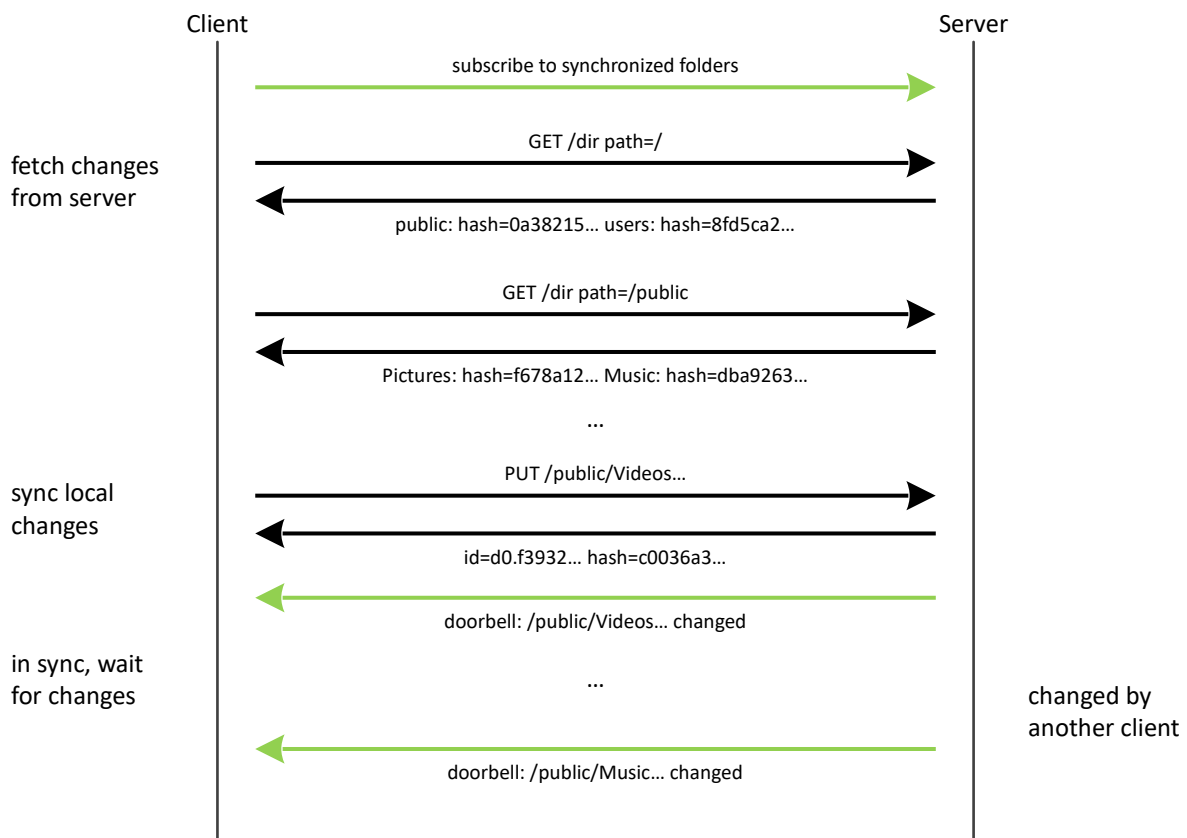 Client
Server
subscribe to synchronized folders
GET /dir path=/
fetch changes
from server
public: hash=0a38215… users: hash=8fd5ca2…
GET /dir path=/public
Pictures: hash=f678a12… Music: hash=dba9263…
…
PUT /public/Videos…
sync local
changes
id=d0.f3932… hash=c0036a3…
doorbell: /public/Videos… changed
in sync, wait
for changes
…
changed by
another client
doorbell: /public/Music… changed